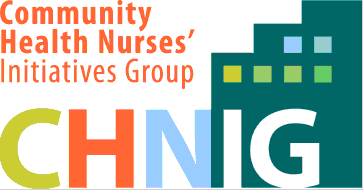 Community
Health Nurses'
Initiatives Group
CHNIG